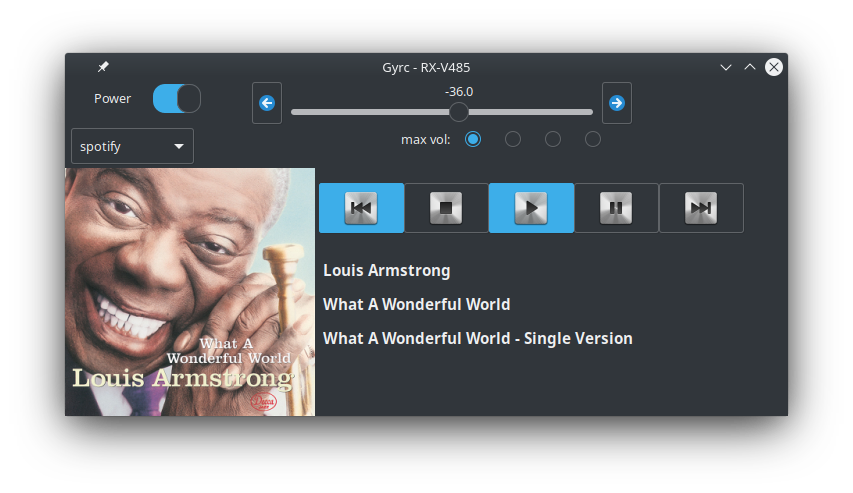 Gyrc - RX-V485
Power
-36.0
max vol:
spotify
Louis Armstrong
What A Wonderful World
What A Wonderful World - Single Version
What A
Wonderful World
Louis Armstrong
Decca